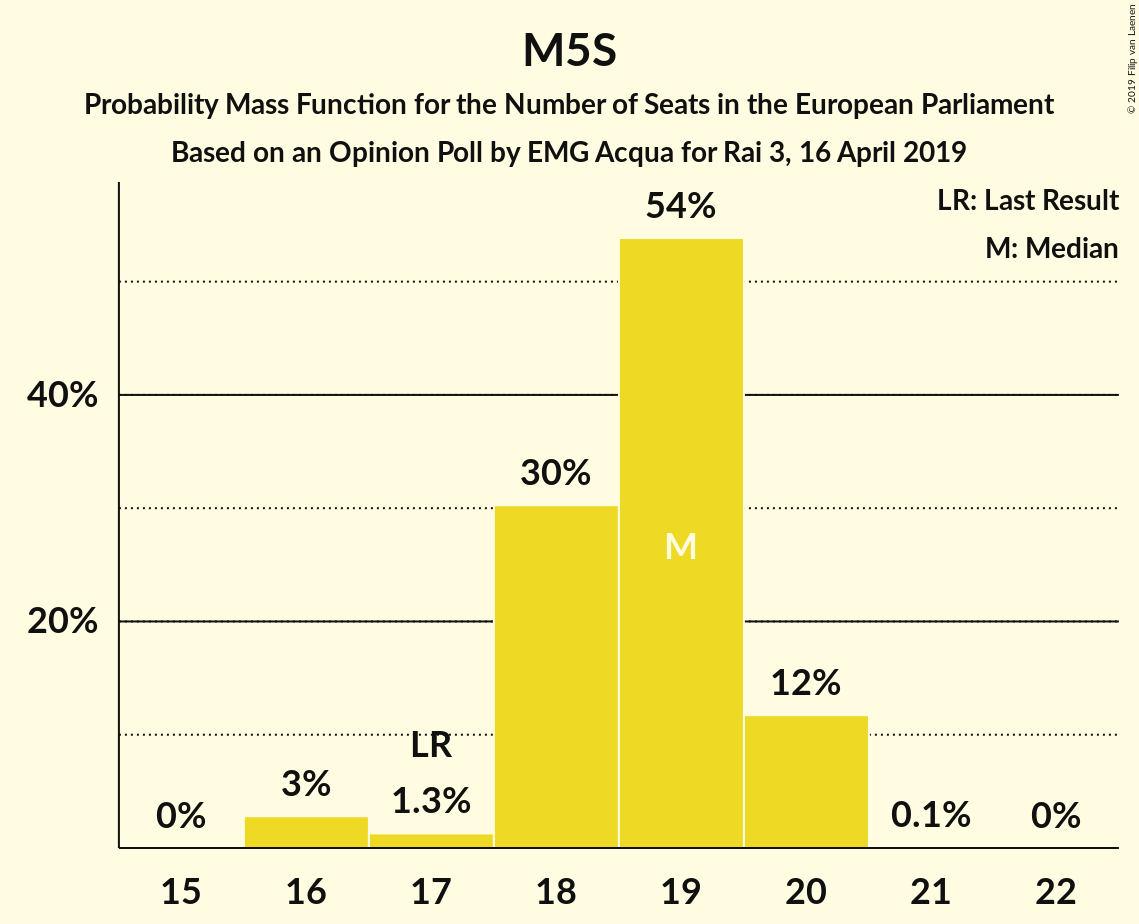 M5S
Probability Mass Function for the Number of Seats in the European Parliament
Based on an Opinion Poll by EMG Acqua for Rai 3, 16 April 2019
© 2019 Filip van Laenen
LR: Last Result
M: Median
54%
40%
30%
M
20%
12%
LR
3%
1.3%
0%
0.1%
0%
15 16 17 18 19 20 21 22